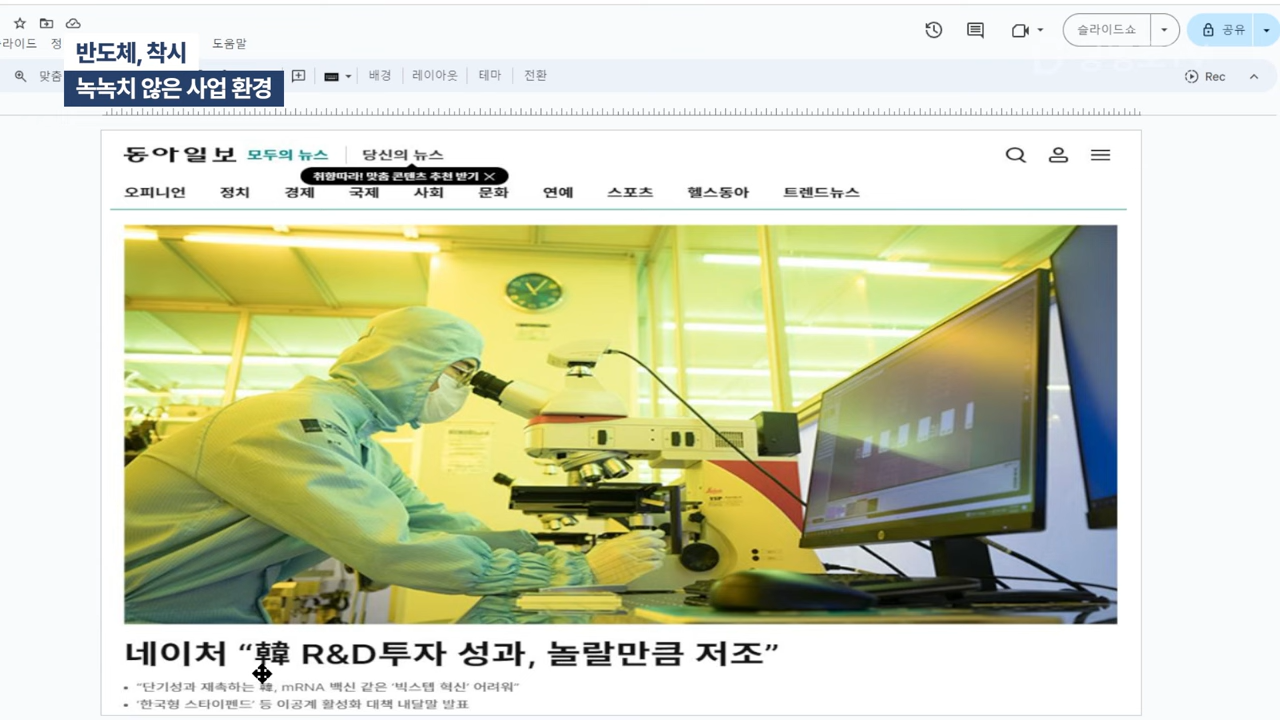 라이드
도움말
슬라이드쇼
공유
반도체, 착시
녹녹치 않은 사업 환경
맞춤
배경
레이아웃
테마
전환
Rec
동아일보 모두의 뉴스 당신의 뉴스
취향따라! 맞춤 콘텐츠 추천 받기
오피니언 정치 경제 국제 사회 문화 연예 스포츠 헬스동아 트렌드뉴스
네이처 “韓 R&D투자 성과, 놀랄만큼 저조”
• “단기성과 재촉하는 韓, mRNA 백신 같은 ‘빅스텝 혁신’ 어려워”
• ‘한국형 스타이펜드’ 등 이공계 활성화 대책 내달말 발표